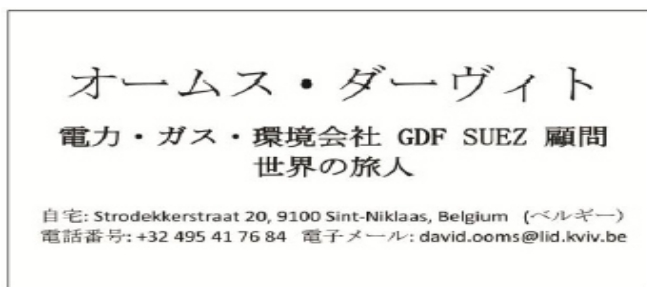 オームス・ダーヴィト
電力・ガス・環境会社 GDF SUEZ 顧問
世界の旅人
自宅: Strodekkerstraat 20, 9100 Sint-Niklaas, Belgium (ベルギー)
電話番号: +32 495 41 76 84 電子メール: david.ooms@lid.kviv.be